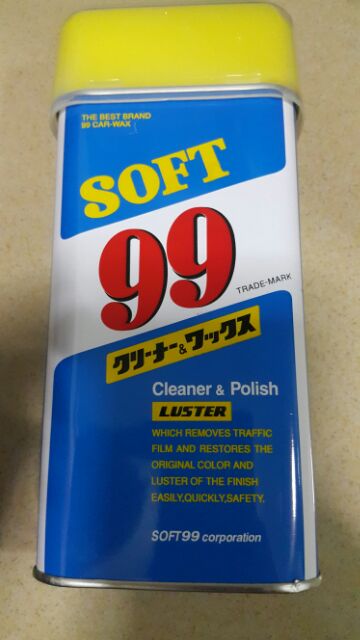 THE BEST BRAND
99 CAR-WAX
SOFT
99
TRADE-MARK
クリーナー&ワックス
Cleaner & Polish
LUSTER
WHICH REMOVES TRAFFIC
FILM AND RESTORES THE
ORIGINAL COLOR AND
LUSTER OF THE FINISH
EASILY,QUICKLY,SAFETY.
SOFT99 corporation